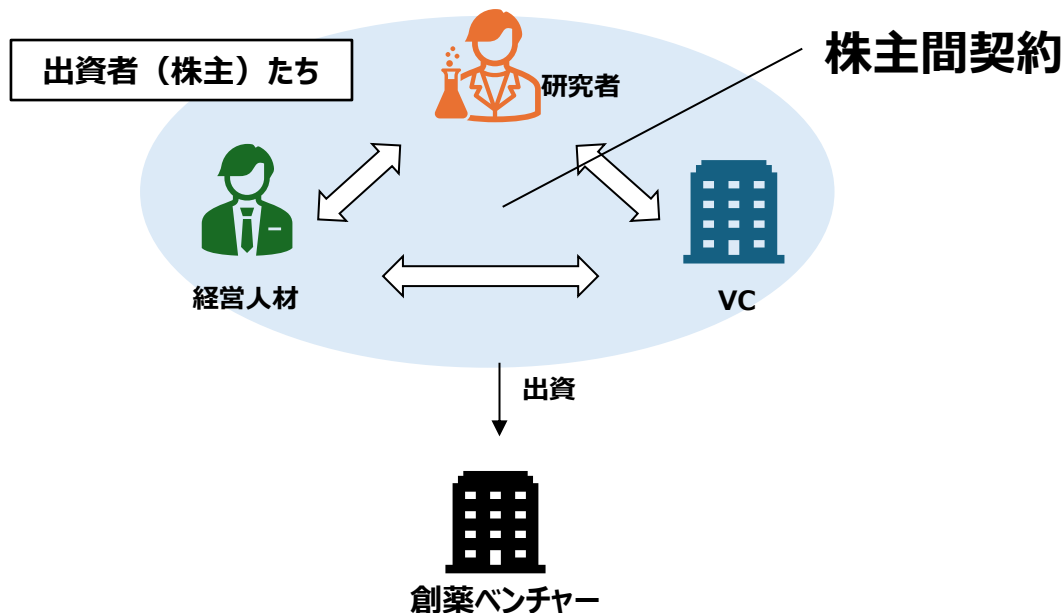 株主間契約
出資者（株主）たち
研究者
経営人材
VC
出資
創薬ベンチャー